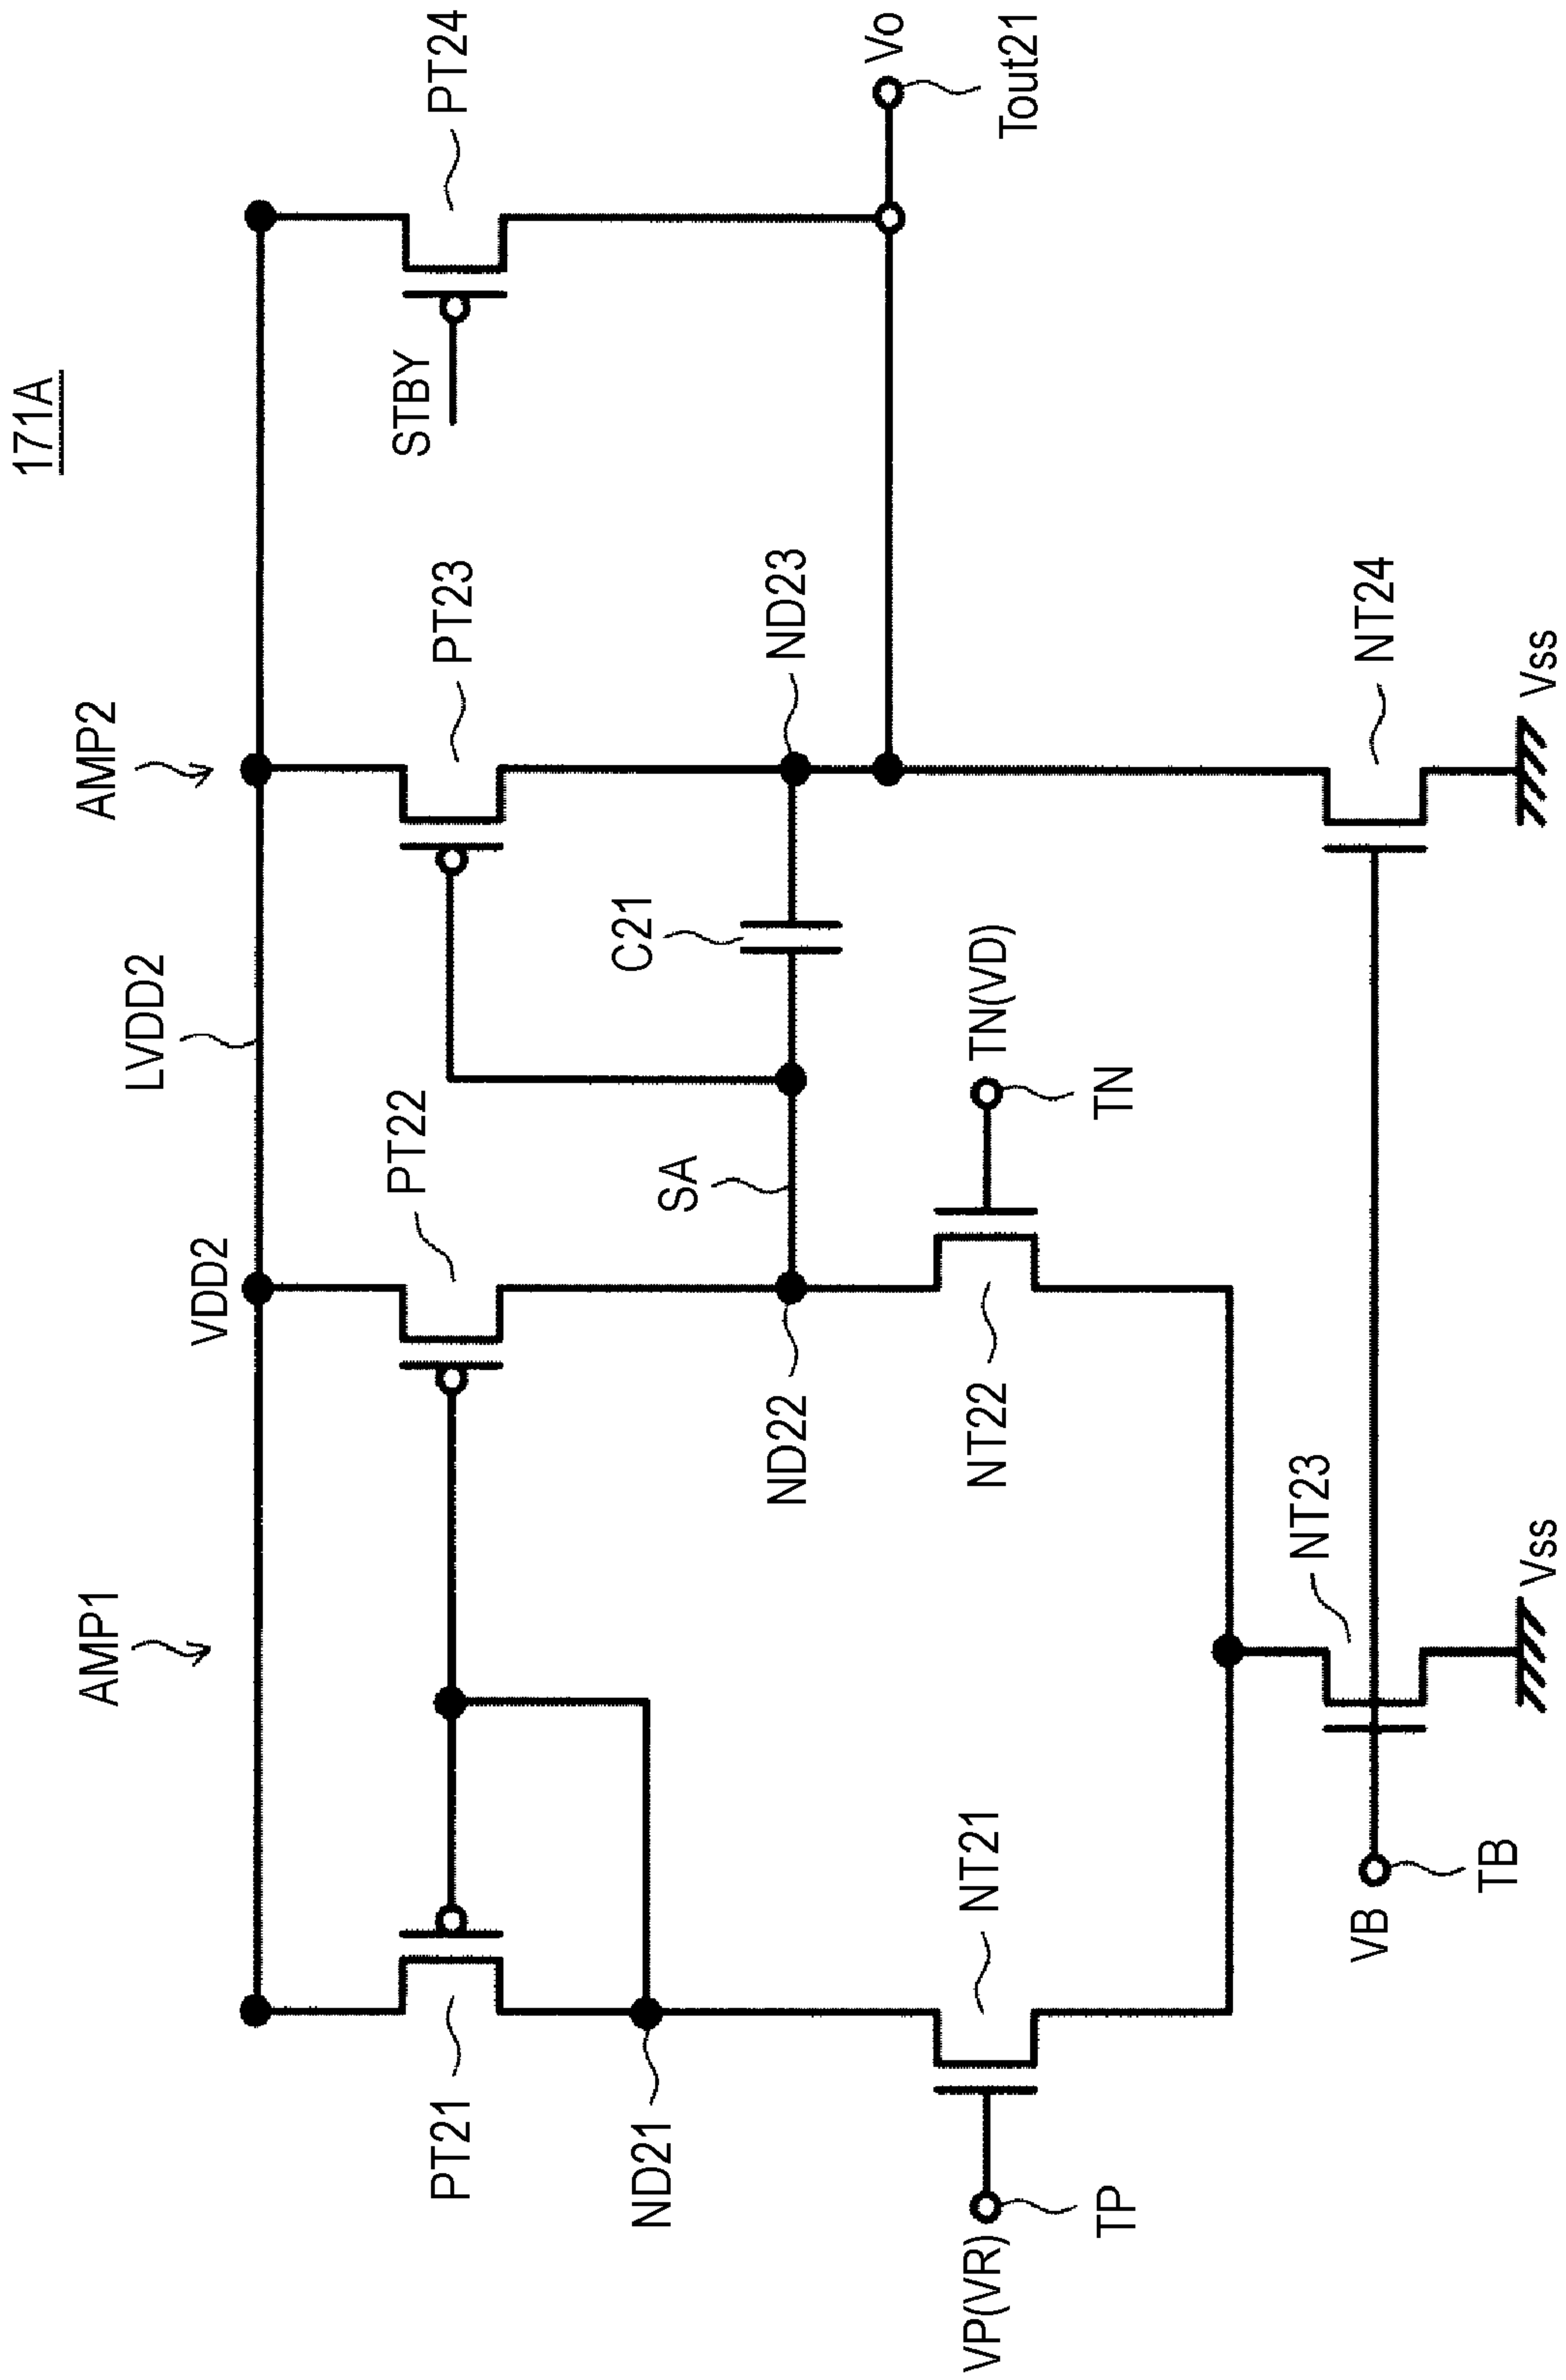 171A
AMP1
AMP2
LVDD2
VDD2
PT21
PT22
PT23
PT24
STBY
ND21
ND22
SA
C21
ND23
Vo
Tout21
VP(VR)
TP
NT21
NT22
TN(VD)
TN
VB
TB
NT23
NT24
Vss
Vss